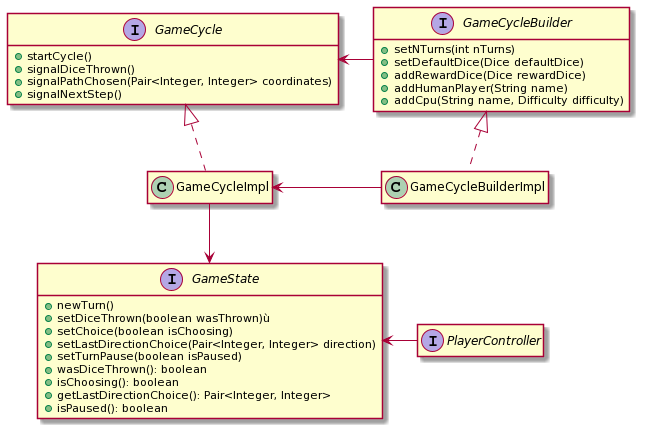 I GameCycle
startCycle()
signalDiceThrown()
signalPathChosen(Pair<Integer, Integer> coordinates)
signalNextStep()
I GameCycleBuilder
setNTurns(int nTurns)
setDefaultDice(Dice defaultDice)
addRewardDice(Dice rewardDice)
addHumanPlayer(String name)
addCpu(String name, Difficulty difficulty)
C GameCycleImpl
C GameCycleBuilderImpl
I GameState
newTurn()
setDiceThrown(boolean wasThrown)ù
setChoice(boolean isChoosing)
setLastDirectionChoice(Pair<Integer, Integer> direction)
setTurnPause(boolean isPaused)
wasDiceThrown(): boolean
isChoosing(): boolean
getLastDirectionChoice(): Pair<Integer, Integer>
isPaused(): boolean
I PlayerController